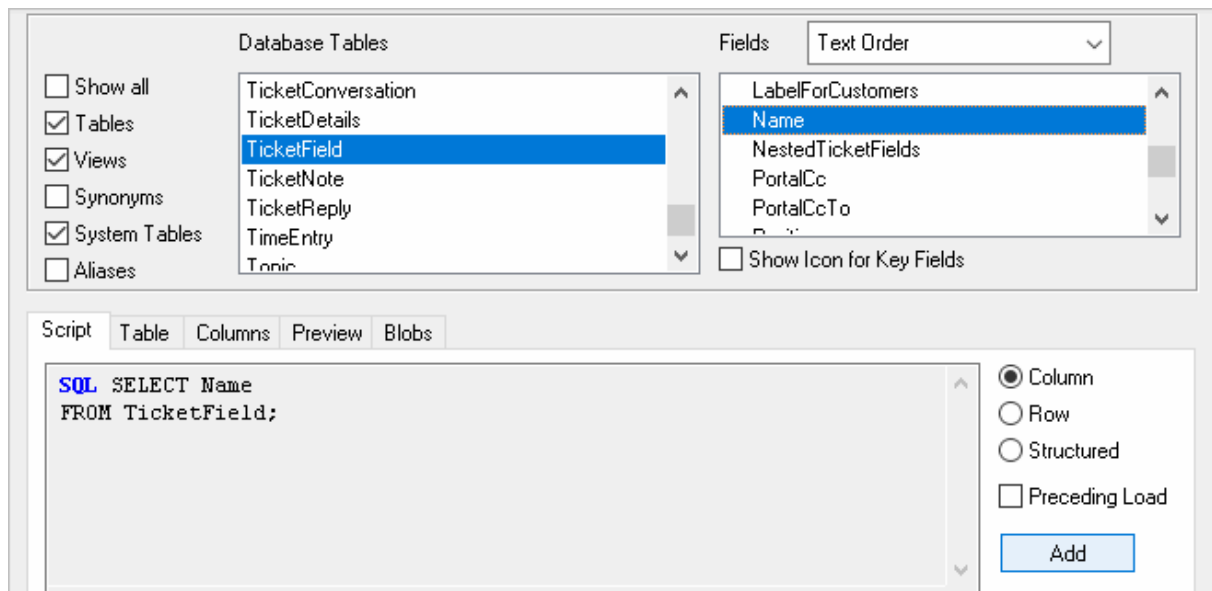 Database Tables
Fields
Text Order
Show all
Tables
Views
Synonyms
System Tables
Aliases
TicketConversation
TicketDetails
TicketField
TicketNote
TicketReply
TimeEntry
Topic
LabelForCustomers
Name
NestedTicketFields
PortalCc
PortalCcTo
Show Icon for Key Fields
Script
Table
Columns
Preview
Blobs
SQL SELECT Name
FROM TicketField;
Column
Row
Structured
Preceding Load
Add